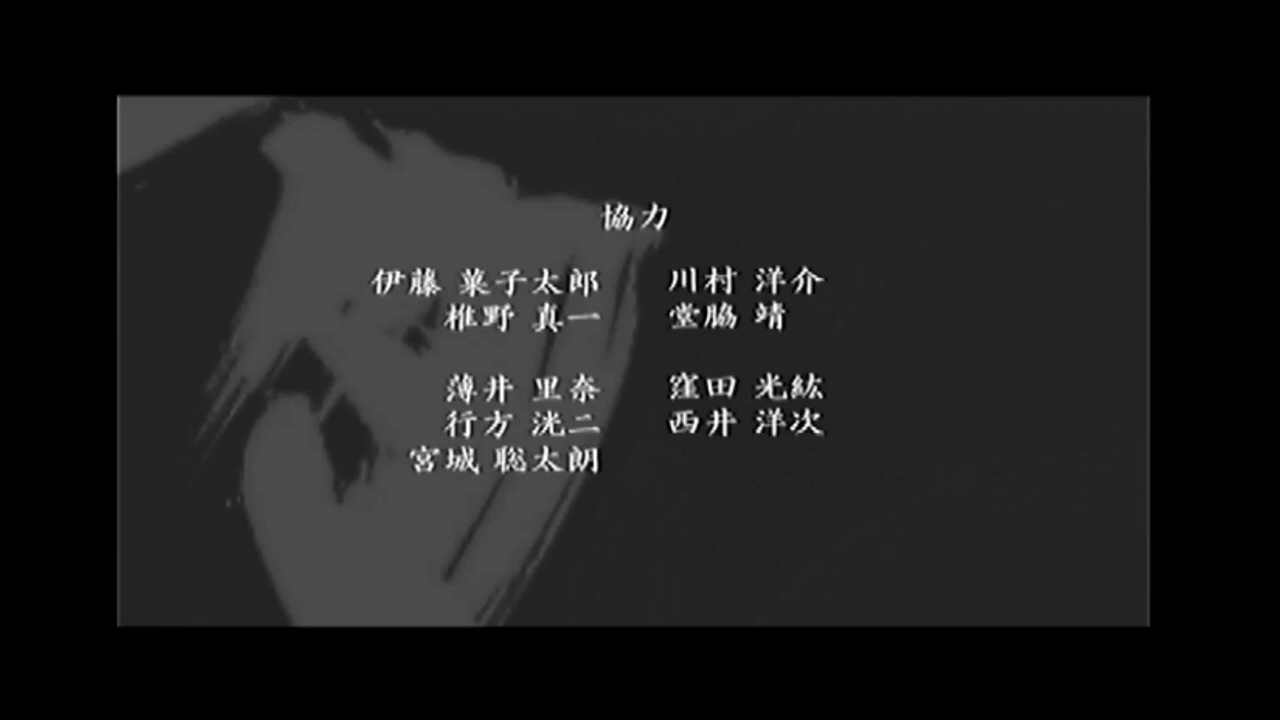 協力
伊藤 菓子太郎 川村 洋介
椎野 真一 堂脇 靖
薄井 里奈 窪田 光紘
行方 洸二 西井 洋次
宮城 聡太朗